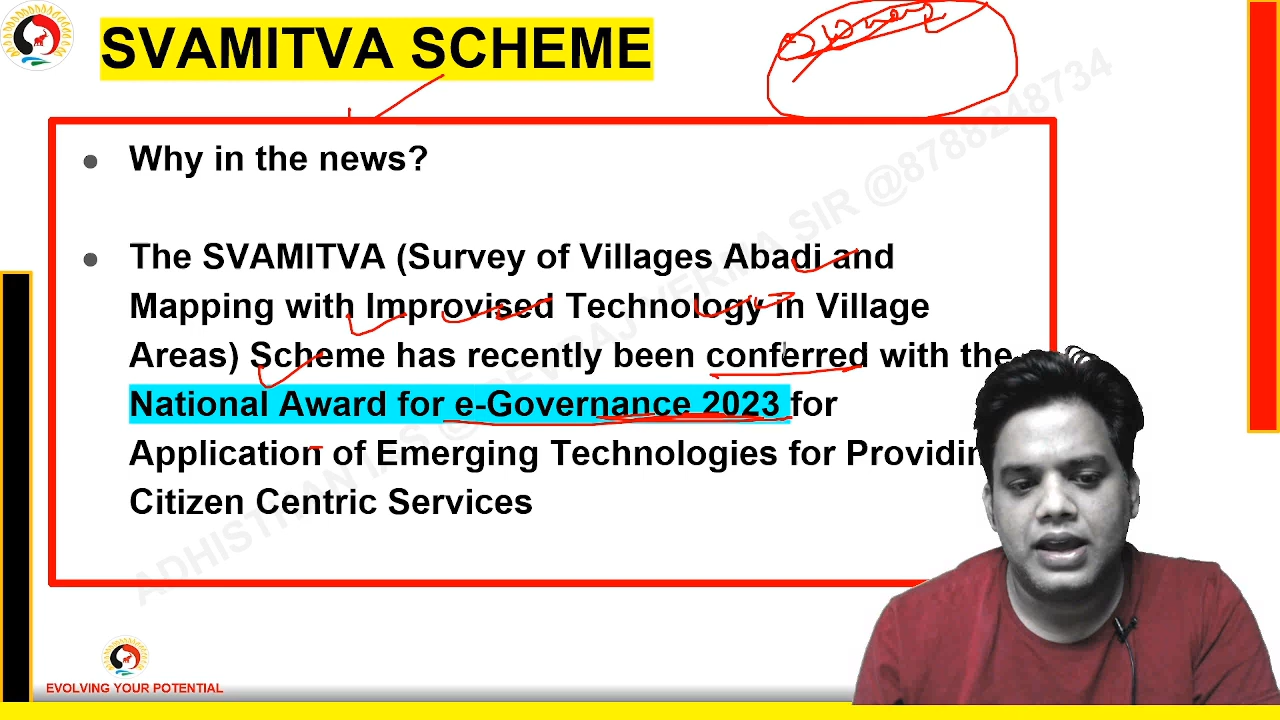 SVAMITVA SCHEME
Why in the news?
The SVAMITVA (Survey of Villages Abadi and
Mapping with Improvised Technology in Village
Areas) Scheme has recently been conferred with the
National Award for e-Governance 2023 for
Application of Emerging Technologies for Providin
Citizen Centric Services
EVOLVING YOUR POTENTIAL